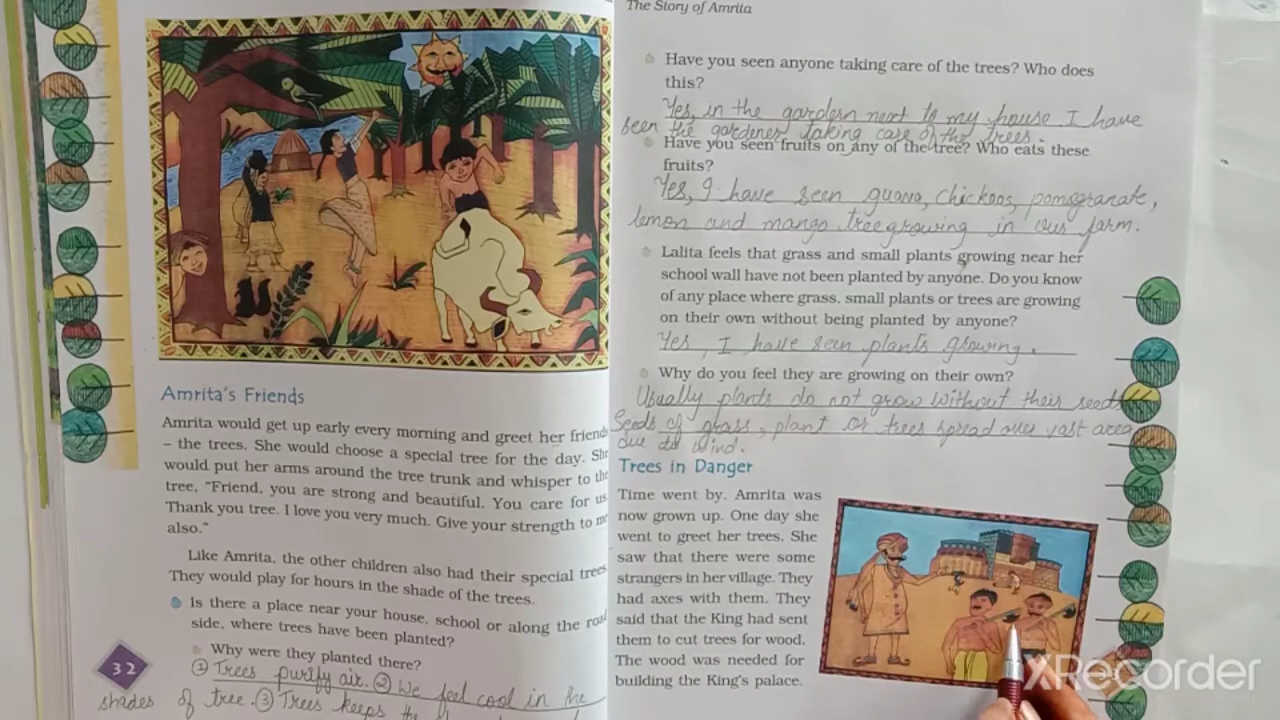 Amrita's Friends
Amrita would get up early every morning and greet her friends
– the trees. She would choose a special tree for the day. She
would put her arms around the tree trunk and whisper to the
tree, "Friend, you are strong and beautiful. You care for us.
Thank you tree. I love you very much. Give your strength to me
also."
Like Amrita, the other children also had their special trees.
They would play for hours in the shade of the trees.
Is there a place near your house, school or along the road
side, where trees have been planted?
Why were they planted there?
① Trees purify air. ② We feel cool in the
shades of tree. ③ Trees keeps the
32
The Story of Amrita
Have you seen anyone taking care of the trees? Who does
this?
Yes, in the gardern next to my house I have
seen the gardener taking care of the trees.
Have you seen fruits on any of the tree? Who eats these
fruits?
Yes, I have seen guava, chickoos, pomogranate,
lemon and mango tree growing in our farm.
Lalita feels that grass and small plants growing near her
school wall have not been planted by anyone. Do you know
of any place where grass, small plants or trees are growing
on their own without being planted by anyone?
Yes, I have seen plants growing.
Why do you feel they are growing on their own?
Usually plants do not grow without their seeds
Seeds of grass, plant or trees spread over vast area
due to wind.
Trees in Danger
Time went by. Amrita was
now grown up. One day she
went to greet her trees. She
saw that there were some
strangers in her village. They
had axes with them. They
said that the King had sent
them to cut trees for wood.
The wood was needed for
building the King's palace.
XRecorder